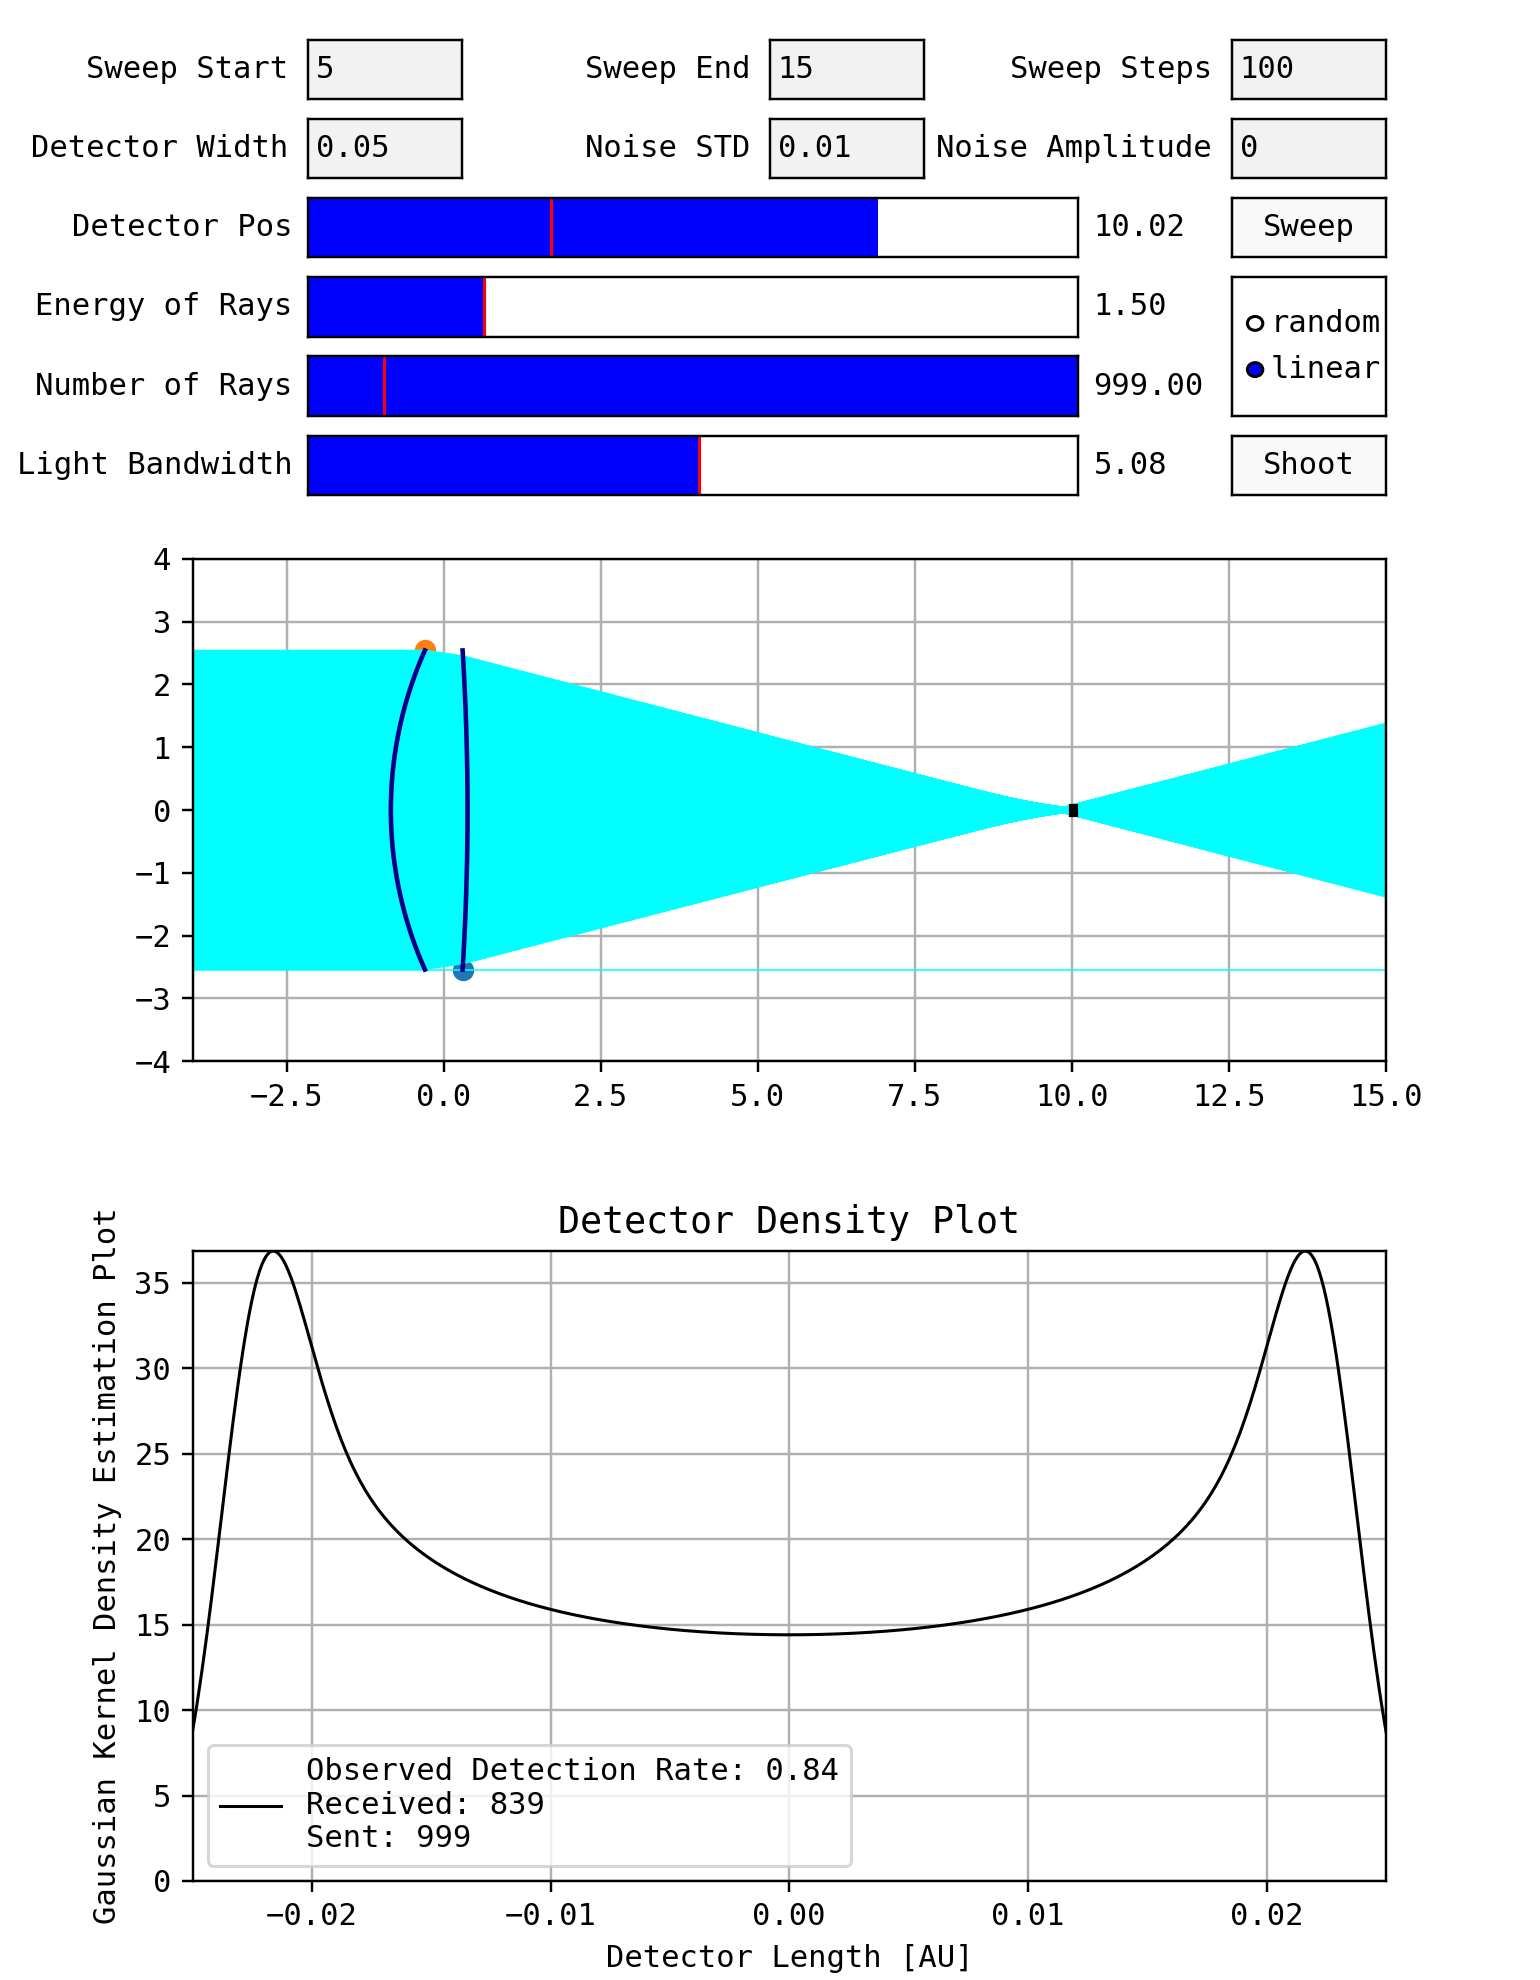 Sweep Start 5 Sweep End 15 Sweep Steps 100
Detector Width 0.05 Noise STD 0.01 Noise Amplitude 0
Detector Pos 10.02 Sweep
Energy of Rays 1.50 random
Number of Rays 999.00 linear
Light Bandwidth 5.08 Shoot
4
3
2
1
0
−1
−2
−3
−4
−2.5 0.0 2.5 5.0 7.5 10.0 12.5 15.0
Detector Density Plot
Gaussian Kernel Density Estimation Plot
35
30
25
20
15
10
5
0
Observed Detection Rate: 0.84
Received: 839
Sent: 999
−0.02 −0.01 0.00 0.01 0.02
Detector Length [AU]